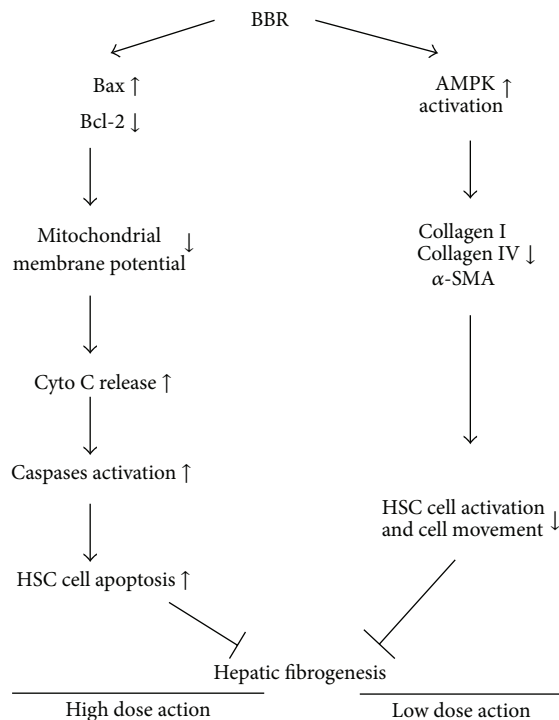 BBR
Bax ↑
Bcl-2 ↓
Mitochondrial
membrane potential ↓
Cyto C release ↑
Caspases activation ↑
HSC cell apoptosis ↑
AMPK ↑
activation
Collagen I
Collagen IV ↓
α-SMA
HSC cell activation
and cell movement ↓
Hepatic fibrogenesis
High dose action
Low dose action